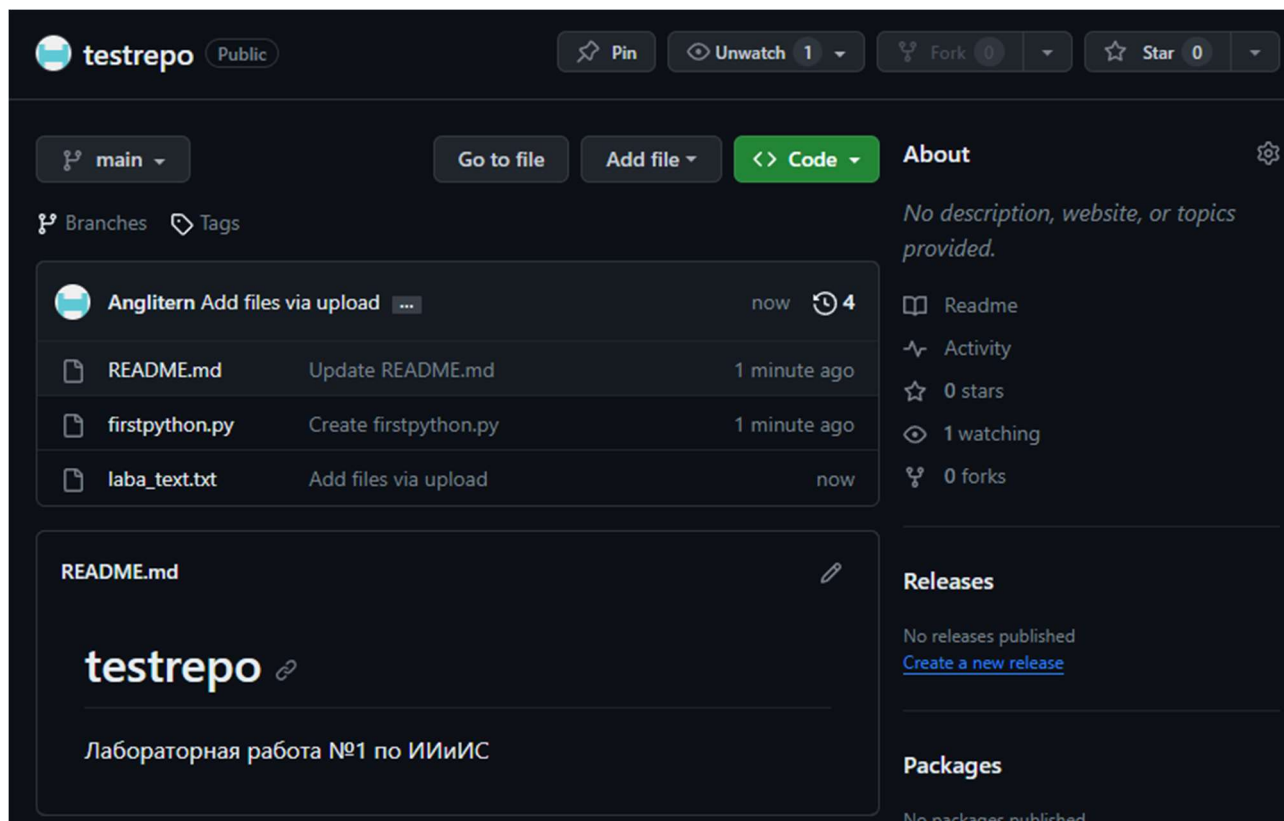 testrepo Public Pin Unwatch 1 Fork 0 Star 0
main Go to file Add file Code
Branches Tags
Anglitern Add files via upload ... now 4
README.md Update README.md 1 minute ago
firstpython.py Create firstpython.py 1 minute ago
laba_text.txt Add files via upload now
README.md
testrepo
Лабораторная работа №1 по ИИиИС
About
No description, website, or topics
provided.
Readme
Activity
0 stars
1 watching
0 forks
Releases
No releases published
Create a new release
Packages
No packages published